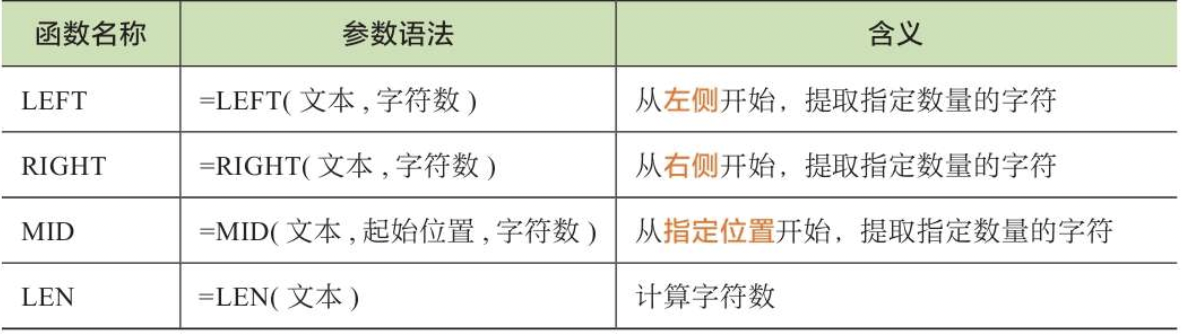 函数名称 参数语法 含义
LEFT =LEFT( 文本 , 字符数 ) 从左侧开始，提取指定数量的字符
RIGHT =RIGHT( 文本 , 字符数 ) 从右侧开始，提取指定数量的字符
MID =MID( 文本 , 起始位置 , 字符数 ) 从指定位置开始，提取指定数量的字符
LEN =LEN( 文本 ) 计算字符数